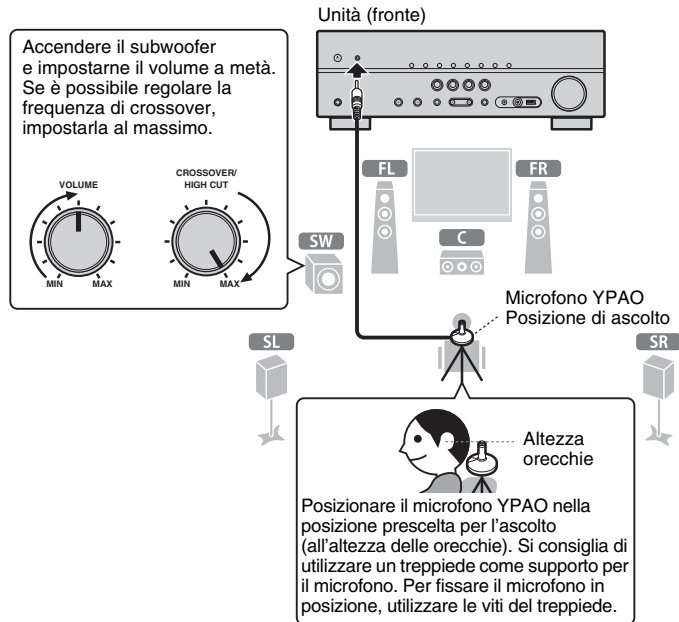 Unità (fronte)
Accendere il subwoofer
e impostarne il volume a metà.
Se è possibile regolare la
frequenza di crossover,
impostarla al massimo.
VOLUME
MIN MAX
CROSSOVER/
HIGH CUT
MIN MAX
SW
FL
FR
C
Microfono YPAO
Posizione di ascolto
SL
SR
Altezza
orecchie
Posizionare il microfono YPAO nella
posizione prescelta per l'ascolto
(all'altezza delle orecchie). Si consiglia di
utilizzare un treppiede come supporto per
il microfono. Per fissare il microfono in
posizione, utilizzare le viti del treppiede.